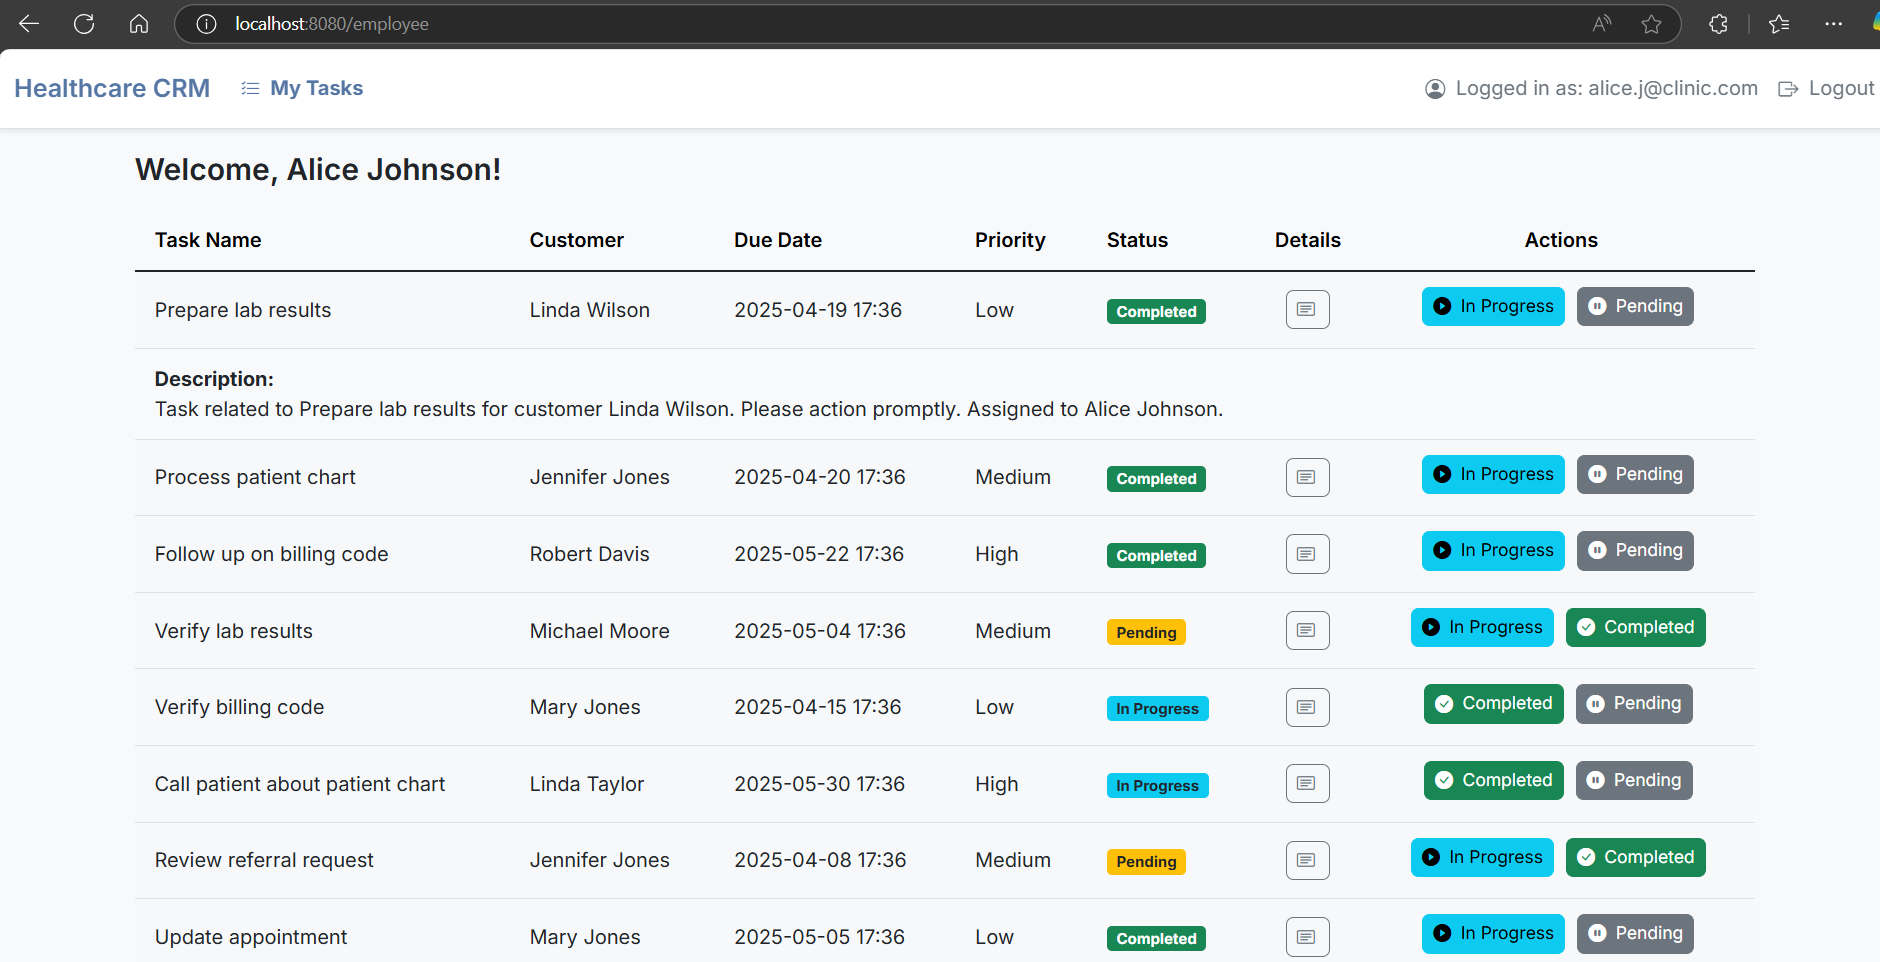 localhost:8080/employee
Healthcare CRM My Tasks Logged in as: alice.j@clinic.com Logout
Welcome, Alice Johnson!
Task Name Customer Due Date Priority Status Details Actions
Prepare lab results Linda Wilson 2025-04-19 17:36 Low Completed In Progress Pending
Description:
Task related to Prepare lab results for customer Linda Wilson. Please action promptly. Assigned to Alice Johnson.
Process patient chart Jennifer Jones 2025-04-20 17:36 Medium Completed In Progress Pending
Follow up on billing code Robert Davis 2025-05-22 17:36 High Completed In Progress Pending
Verify lab results Michael Moore 2025-05-04 17:36 Medium Pending In Progress Completed
Verify billing code Mary Jones 2025-04-15 17:36 Low In Progress Completed Pending
Call patient about patient chart Linda Taylor 2025-05-30 17:36 High In Progress Completed Pending
Review referral request Jennifer Jones 2025-04-08 17:36 Medium Pending In Progress Completed
Update appointment Mary Jones 2025-05-05 17:36 Low Completed In Progress Pending